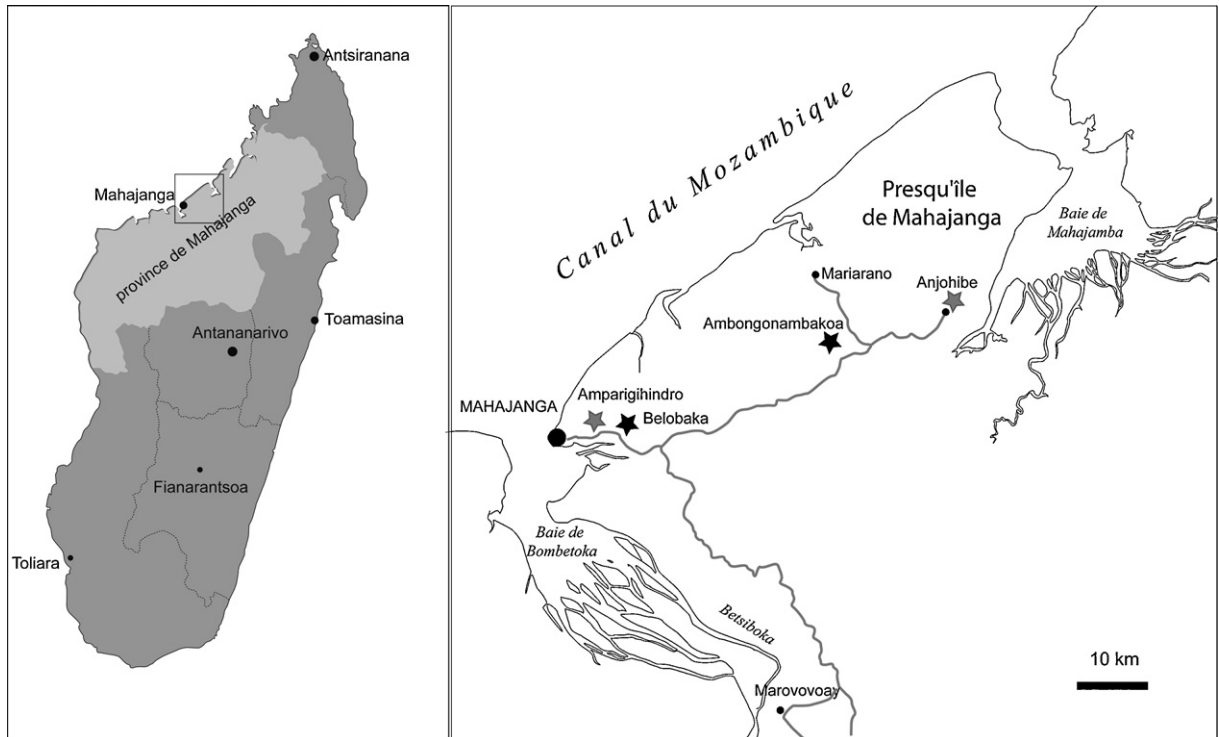 Antsiranana
Mahajanga
province de Mahajanga
Toamasina
Antananarivo
Fianarantsoa
Toliara
Canal du Mozambique
Presqu'île
de Mahajanga
Baie de
Mahajamba
Mariarano
Anjohibe
Ambongonambakoa
Amparigihindro
MAHAJANGA
Belobaka
Baie de
Bombetoka
Betsiboka
10 km
Marovovoa